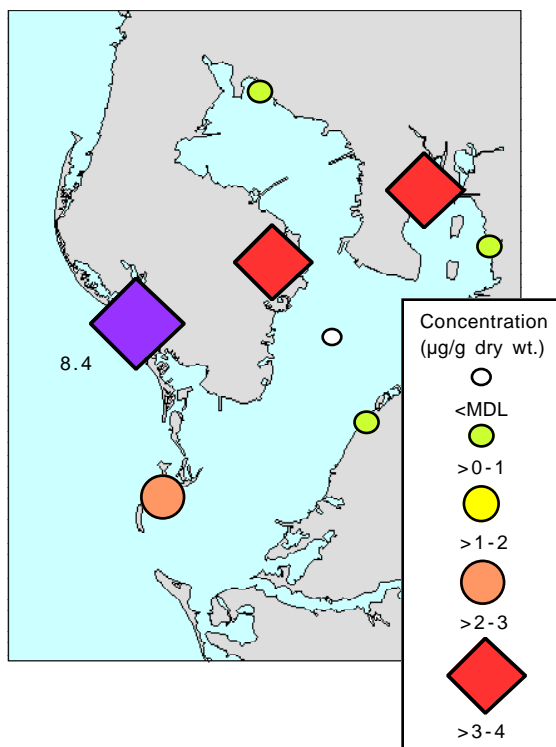 8.4
Concentration
(µg/g dry wt.)
<MDL
>0-1
>1-2
>2-3
>3-4